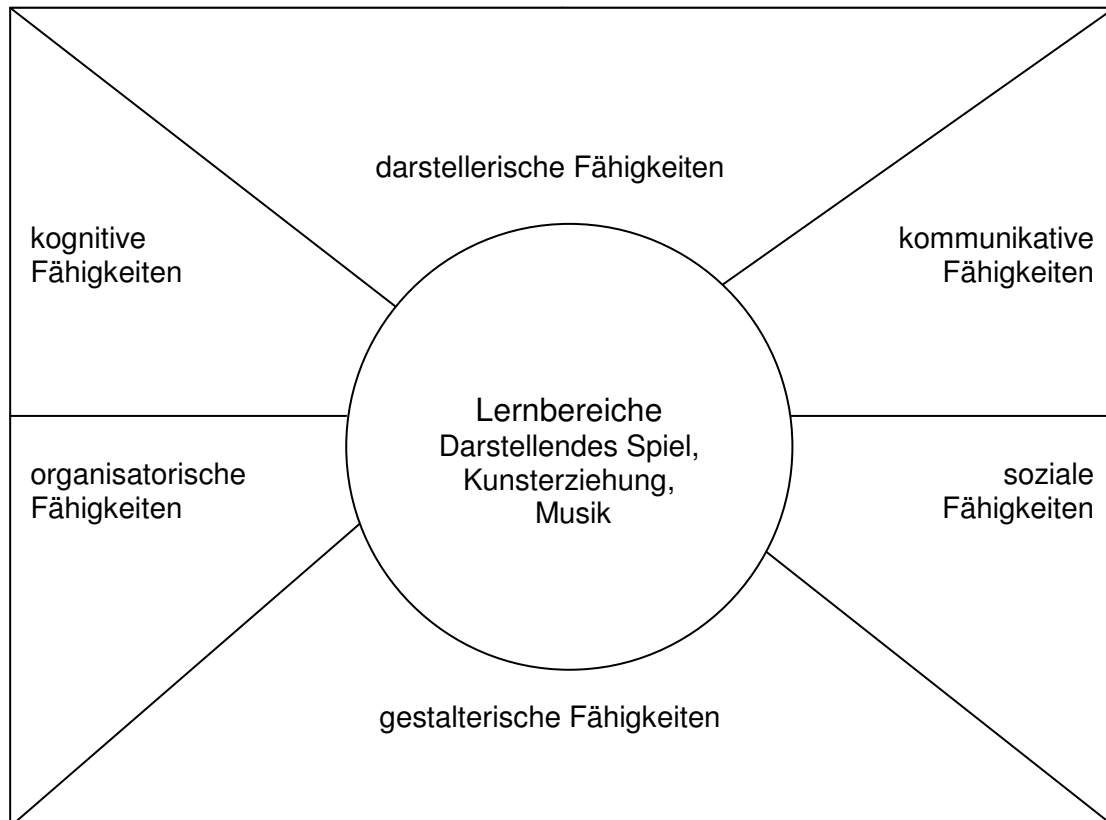 darstellerische Fähigkeiten
kognitive
Fähigkeiten
kommunikative
Fähigkeiten
Lernbereiche
Darstellendes Spiel,
Kunsterziehung,
Musik
organisatorische
Fähigkeiten
soziale
Fähigkeiten
gestalterische Fähigkeiten